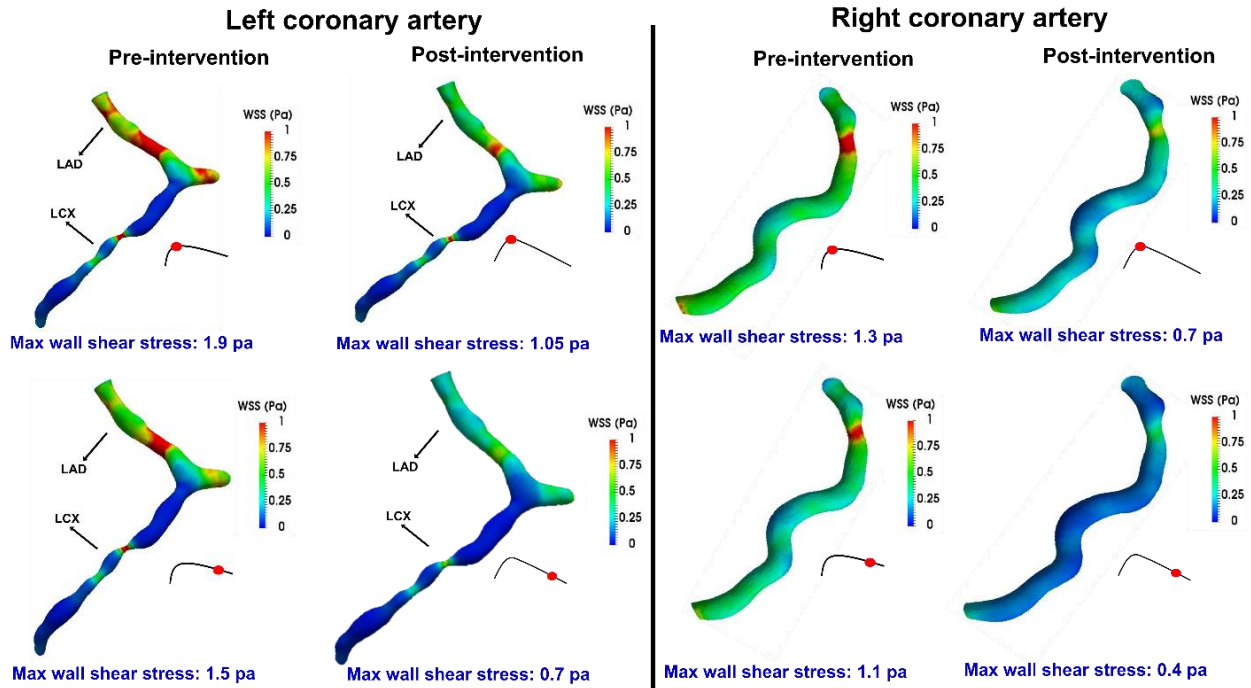 Left coronary artery
Pre-intervention
Post-intervention
WSS (Pa)
1
0.75
0.5
0.25
0
LAD
LCX
Max wall shear stress: 1.9 pa
WSS (Pa)
1
0.75
0.5
0.25
0
LAD
LCX
Max wall shear stress: 1.05 pa
WSS (Pa)
1
0.75
0.5
0.25
0
LAD
LCX
Max wall shear stress: 1.5 pa
WSS (Pa)
1
0.75
0.5
0.25
0
LAD
LCX
Max wall shear stress: 0.7 pa
Right coronary artery
Pre-intervention
Post-intervention
WSS (Pa)
1
0.75
0.5
0.25
0
Max wall shear stress: 1.3 pa
WSS (Pa)
1
0.75
0.5
0.25
0
Max wall shear stress: 0.7 pa
WSS (Pa)
1
0.75
0.5
0.25
0
Max wall shear stress: 1.1 pa
WSS (Pa)
1
0.75
0.5
0.25
0
Max wall shear stress: 0.4 pa